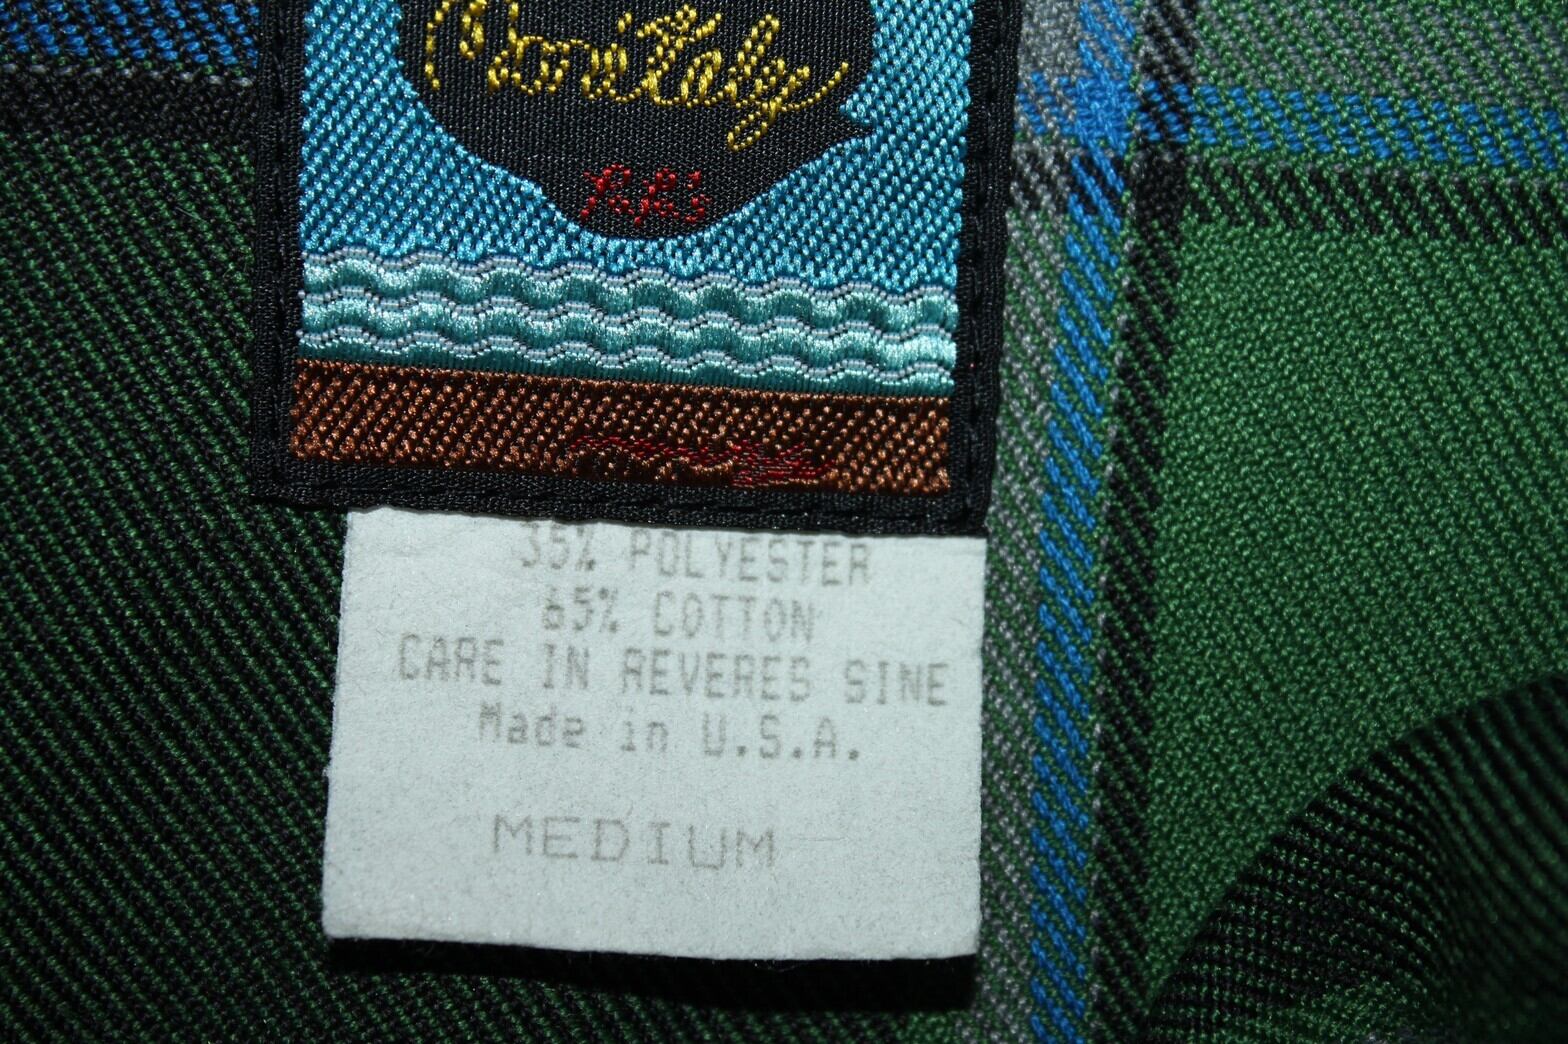 35% POLYESTER
65% COTTON
CARE IN REVERES SINE
Made in U.S.A.
MEDIUM